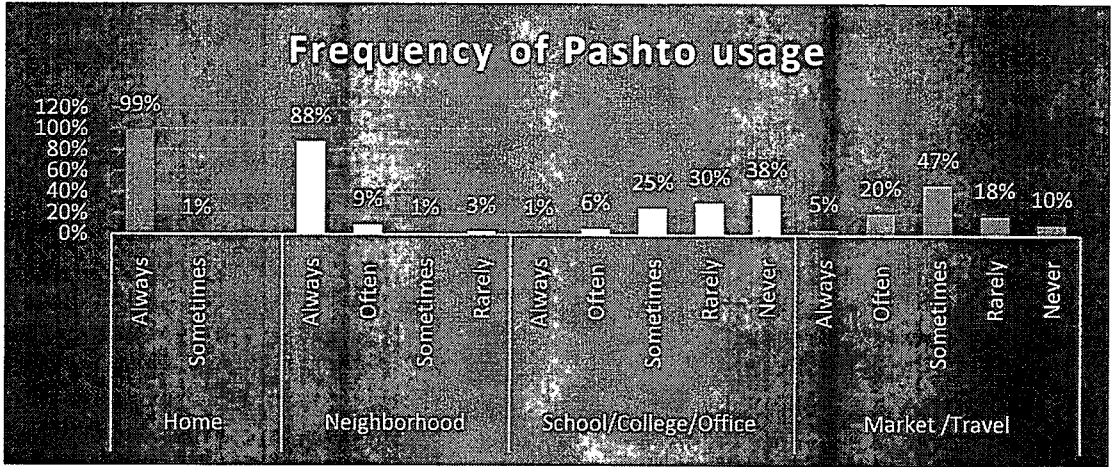 Frequency of Pashto usage
120%
100%
80%
60%
40%
20%
0%
99%
1%
88%
9%
1%
3%
1%
6%
25%
30%
38%
5%
20%
47%
18%
10%
Always
Sometimes
Always
Often
Sometimes
Rarely
Always
Often
Sometimes
Rarely
Never
Always
Often
Sometimes
Rarely
Never
Home
Neighborhood
School/College/Office
Market /Travel